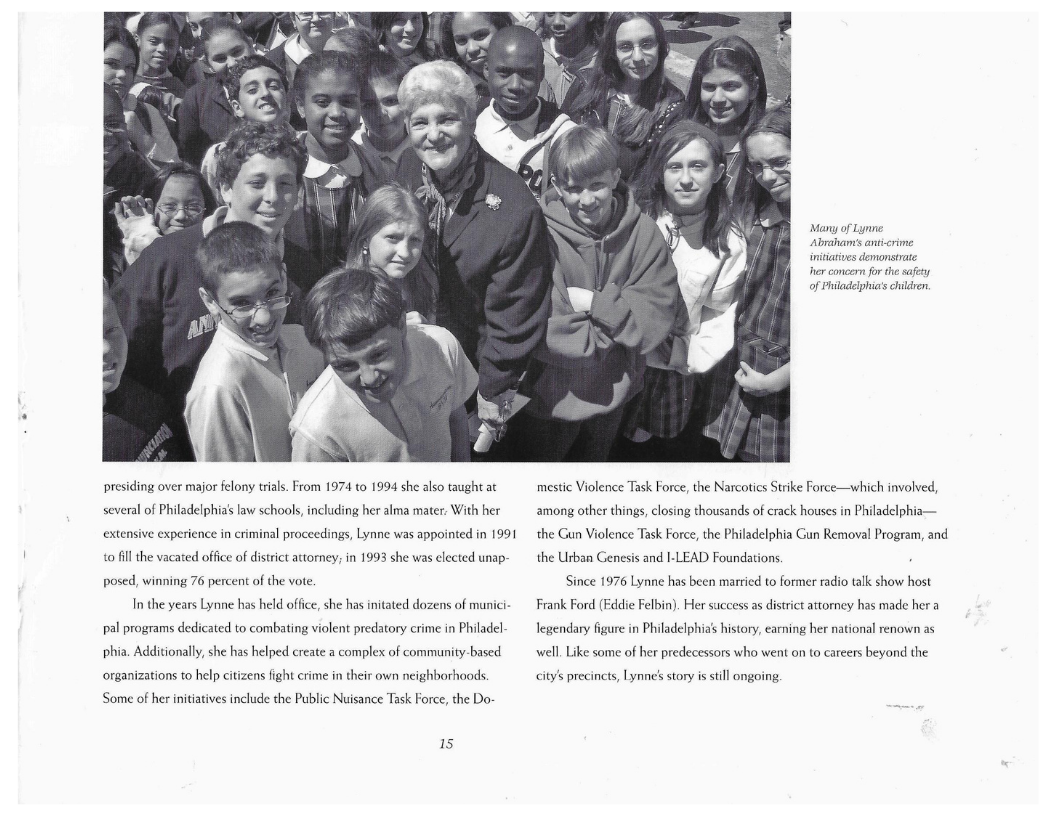 Many of Lynne
Abraham's anti-crime
initiatives demonstrate
her concern for the safety
of Philadelphia's children.
presiding over major felony trials. From 1974 to 1994 she also taught at
several of Philadelphia's law schools, including her alma mater. With her
extensive experience in criminal proceedings, Lynne was appointed in 1991
to fill the vacated office of district attorney; in 1993 she was elected unap-
posed, winning 76 percent of the vote.
In the years Lynne has held office, she has initated dozens of munici-
pal programs dedicated to combating violent predatory crime in Philadel-
phia. Additionally, she has helped create a complex of community-based
organizations to help citizens fight crime in their own neighborhoods.
Some of her initiatives include the Public Nuisance Task Force, the Do-
mestic Violence Task Force, the Narcotics Strike Force—which involved,
among other things, closing thousands of crack houses in Philadelphia—
the Gun Violence Task Force, the Philadelphia Gun Removal Program, and
the Urban Genesis and I-LEAD Foundations.
Since 1976 Lynne has been married to former radio talk show host
Frank Ford (Eddie Felbin). Her success as district attorney has made her a
legendary figure in Philadelphia's history, earning her national renown as
well. Like some of her predecessors who went on to careers beyond the
city's precincts, Lynne's story is still ongoing.
15